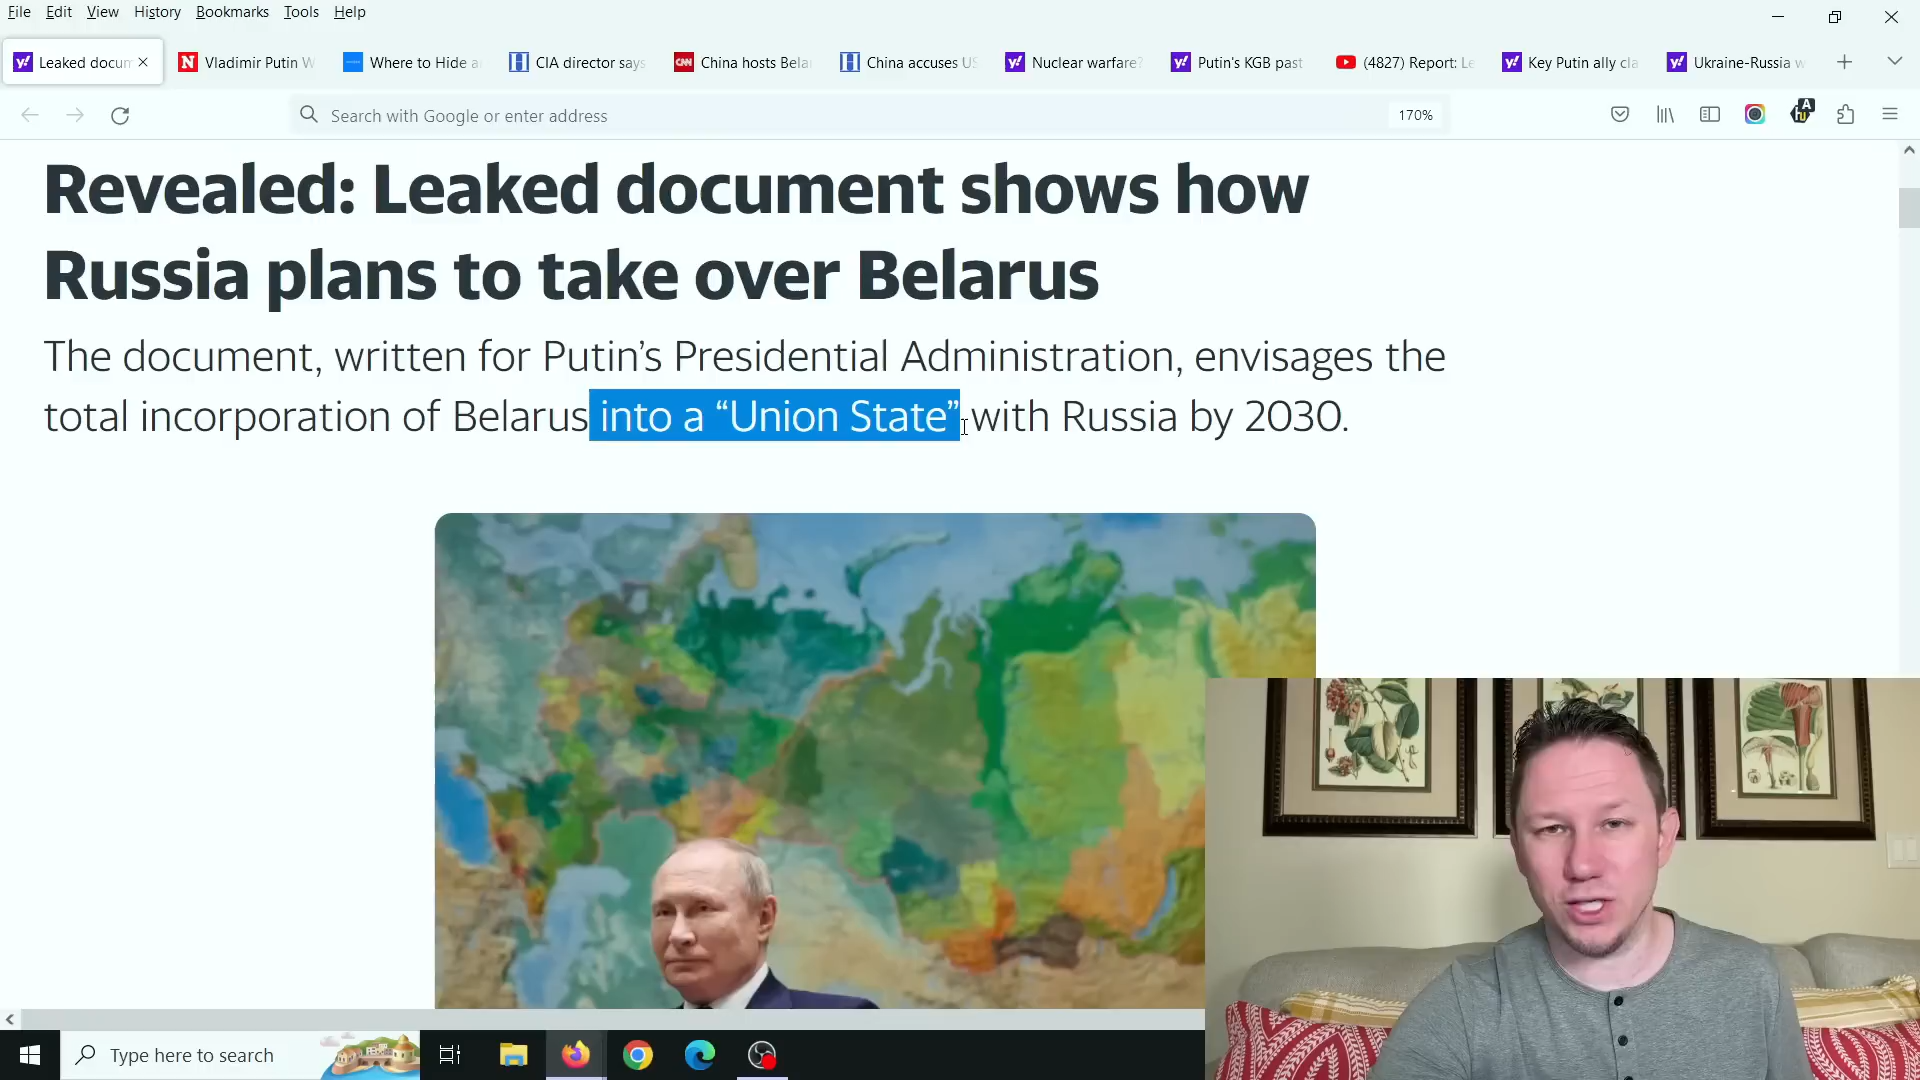 File Edit View History Bookmarks Tools Help
Leaked docum
Vladimir Putin W
Where to Hide a
CIA director says
China hosts Bela
China accuses US
Nuclear warfare?
Putin's KGB past
(4827) Report: Le
Key Putin ally cla
Ukraine-Russia w
Search with Google or enter address
170%
Revealed: Leaked document shows how
Russia plans to take over Belarus
The document, written for Putin’s Presidential Administration, envisages the
total incorporation of Belarus into a “Union State” with Russia by 2030.
Type here to search